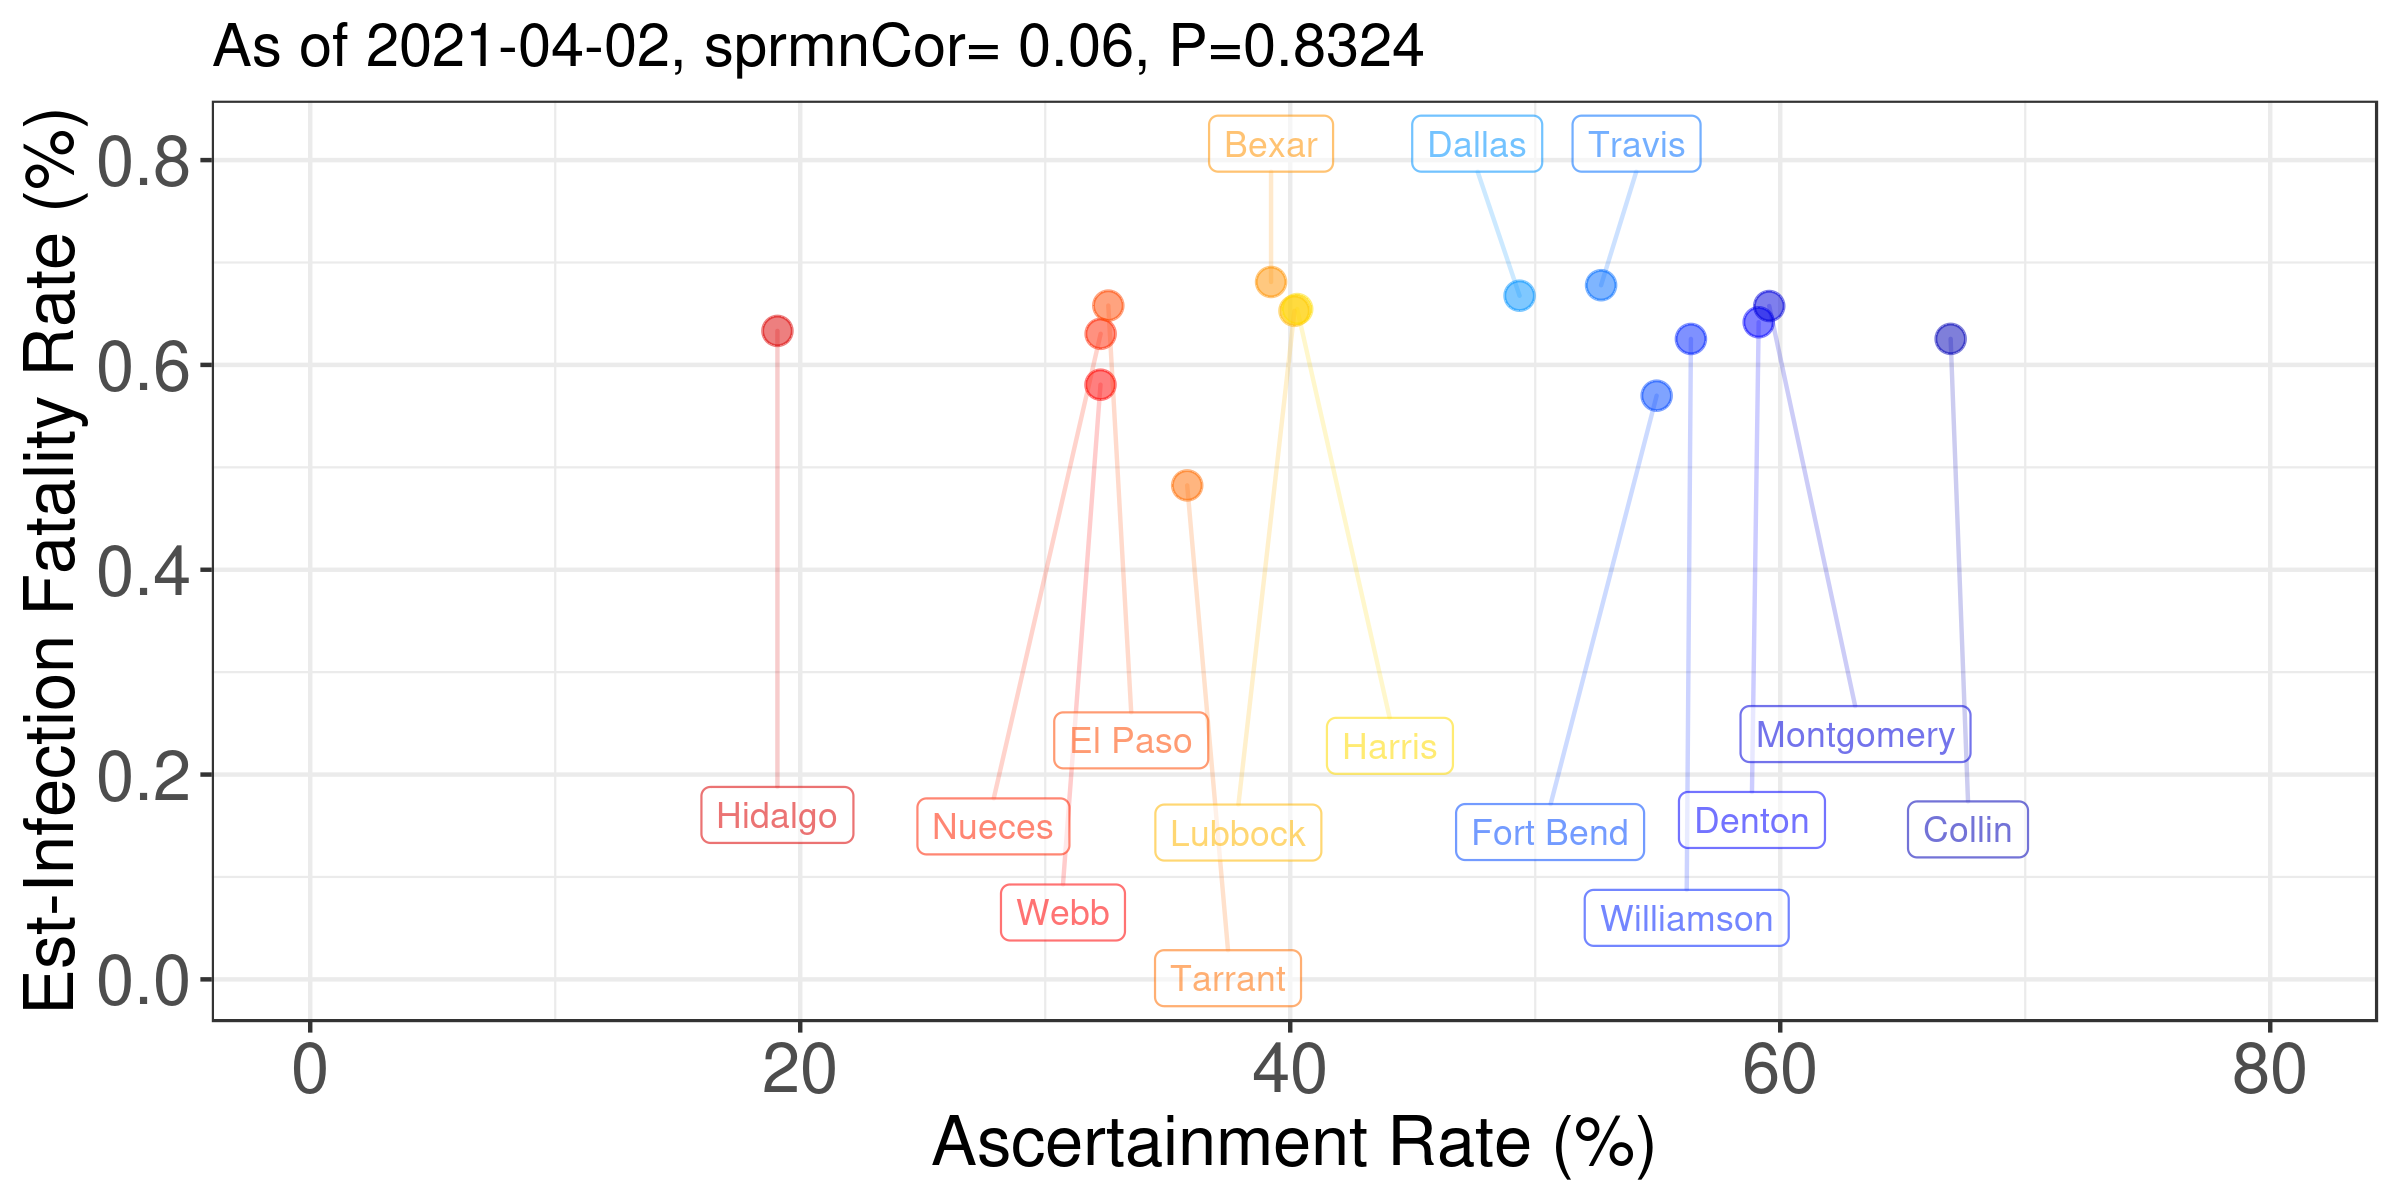 As of 2021-04-02, sprmnCor= 0.06, P=0.8324
Est-Infection Fatality Rate (%)
0.8
0.6
0.4
0.2
0.0
Bexar
Dallas
Travis
El Paso
Harris
Montgomery
Hidalgo
Nueces
Lubbock
Fort Bend
Denton
Collin
Webb
Williamson
Tarrant
0
20
40
60
80
Ascertainment Rate (%)